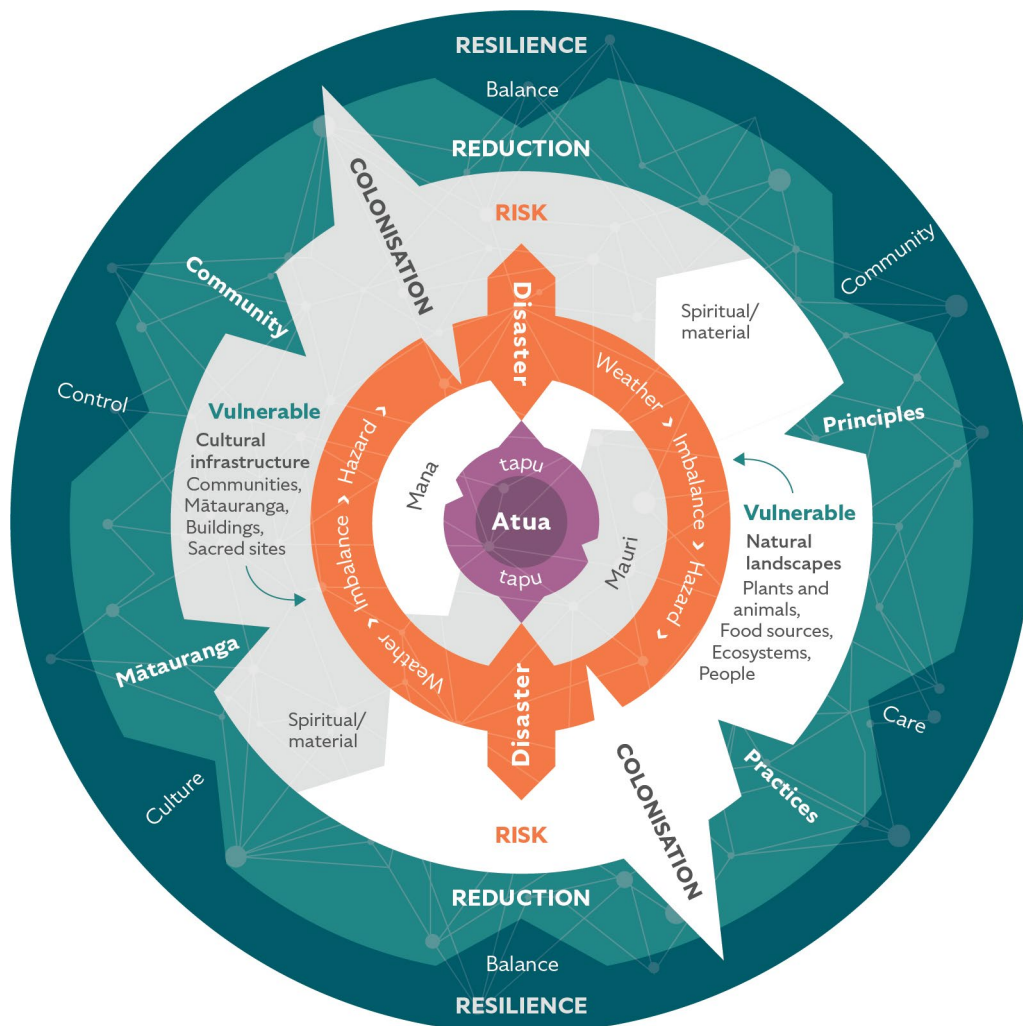 RESILIENCE
Balance
REDUCTION
COLONISATION
RISK
Community
Community
Disaster
Spiritual/
material
Control
Vulnerable
Cultural
infrastructure
Communities,
Mātauranga,
Buildings,
Sacred sites
Weather › Imbalance › Hazard ›
Weather › Imbalance › Hazard ›
Principles
Mana
tapu
Atua
tapu
Mauri
Vulnerable
Natural
landscapes
Plants and
animals,
Food sources,
Ecosystems,
People
Mātauranga
Spiritual/
material
Disaster
Care
Culture
COLONISATION
Practices
RISK
REDUCTION
Balance
RESILIENCE